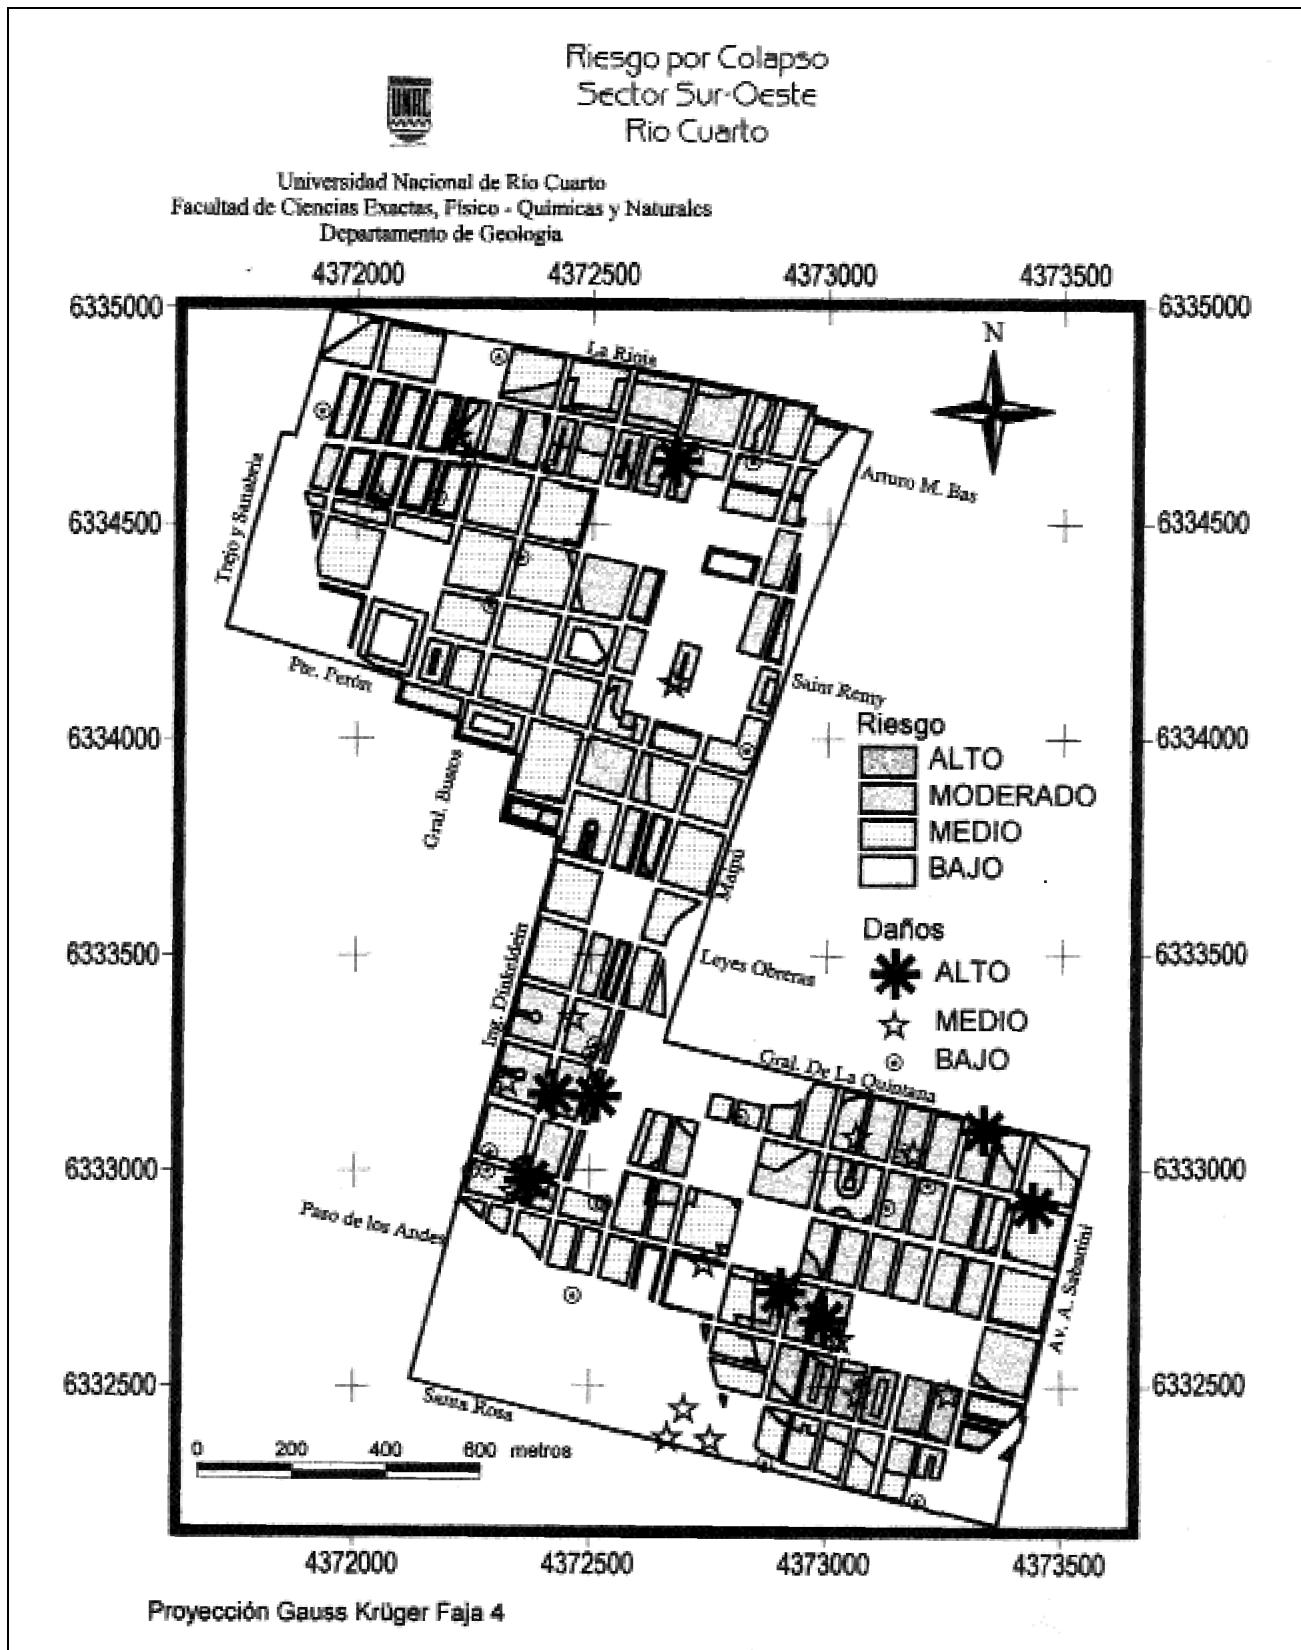 Riesgo por Colapso
Sector Sur-Oeste
Rio Cuarto
UNRC
Universidad Nacional de Río Cuarto
Facultad de Ciencias Exactas, Físico - Químicas y Naturales
Departamento de Geologia
4372000 4372500 4373000 4373500
6335000 6335000
N
La Rioja
Arturo M. Bas
Trejo y Sanabria
6334500 6334500
Pte. Perón
Saint Remy
Riesgo
6334000 6334000
ALTO
MODERADO
MEDIO
BAJO
Gral. Bustos
Maipú
Daños
6333500 6333500
Leyes Obreras
ALTO
MEDIO
BAJO
Ing. Dinkeldein
Gral. De La Quintana
6333000 6333000
Paso de los Andes
Av. A. Sabattini
6332500 6332500
Santa Rosa
0 200 400 600 metros
4372000 4372500 4373000 4373500
Proyección Gauss Krüger Faja 4